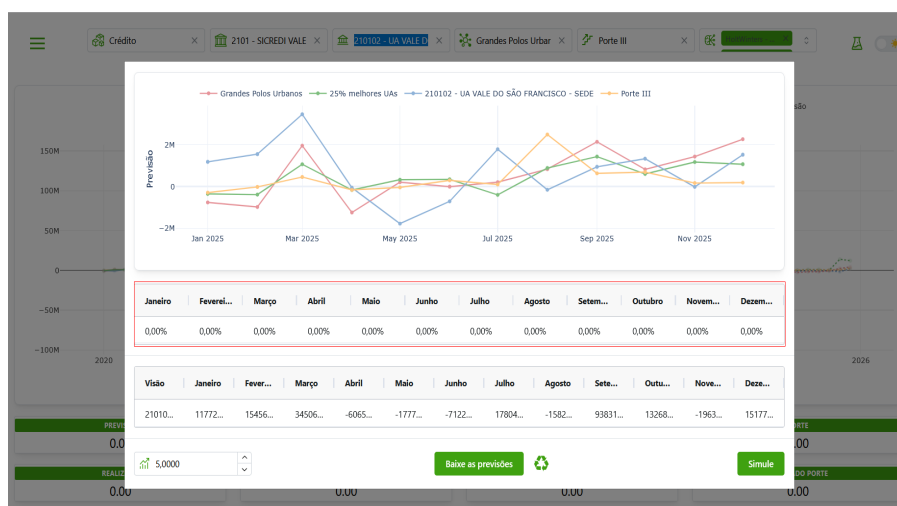 Crédito × 2101 - SICREDI VALE × 210102 - UA VALE D × Grandes Polos Urbar × Porte III × ×
Grandes Polos Urbanos 25% melhores UAs 210102 - UA VALE DO SÃO FRANCISCO - SEDE Porte III
são
150M
100M
50M
0
−50M
−100M
2020
2026
Previsão
2M
0
−2M
Jan 2025 Mar 2025 May 2025 Jul 2025 Sep 2025 Nov 2025
Janeiro Feverei... Março Abril Maio Junho Julho Agosto Setem... Outubro Novem... Dezem...
0,00% 0,00% 0,00% 0,00% 0,00% 0,00% 0,00% 0,00% 0,00% 0,00% 0,00% 0,00%
Visão Janeiro Fever... Março Abril Maio Junho Julho Agosto Sete... Outu... Nove... Deze...
21010... 11772... 15456... 34506... -6065... -1777... -7122... 17804... -1582... 93831... 13268... -1963... 15177...
PREVIS
RTE
0.0
.00
5,0000 Baixe as previsões Simule
REALIZ
DO PORTE
0.00 0.00 0.00 0.00